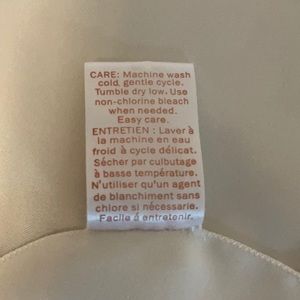 CARE: Machine wash
cold, gentle cycle.
Tumble dry low. Use
non-chlorine bleach
when needed.
Easy care.
ENTRETIEN : Laver à
la machine en eau
froid à cycle délicat.
Sécher par culbutage
à basse température.
N'utiliser qu'un agent
de blanchiment sans
chlore si nécessarie.
Facile á entretenir.